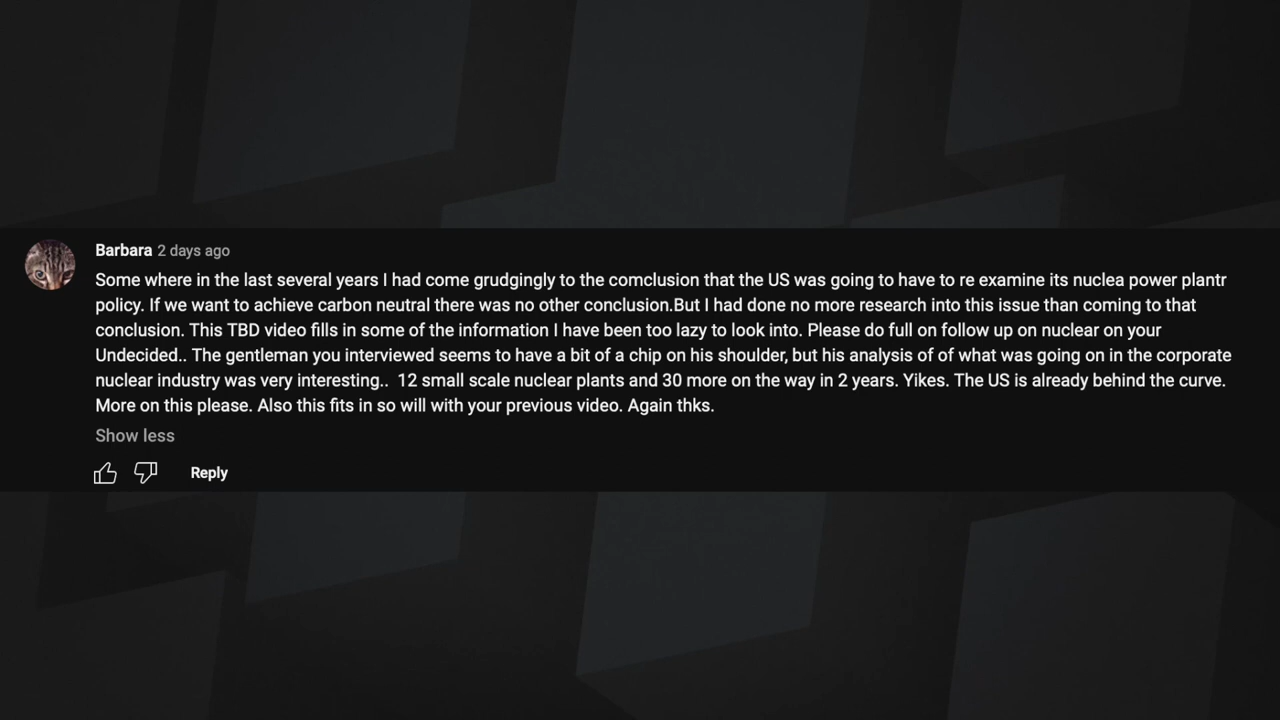 Barbara 2 days ago
Some where in the last several years I had come grudgingly to the comclusion that the US was going to have to re examine its nuclea power plantr
policy. If we want to achieve carbon neutral there was no other conclusion.But I had done no more research into this issue than coming to that
conclusion. This TBD video fills in some of the information I have been too lazy to look into. Please do full on follow up on nuclear on your
Undecided.. The gentleman you interviewed seems to have a bit of a chip on his shoulder, but his analysis of of what was going on in the corporate
nuclear industry was very interesting.. 12 small scale nuclear plants and 30 more on the way in 2 years. Yikes. The US is already behind the curve.
More on this please. Also this fits in so will with your previous video. Again thks.
Show less
Reply